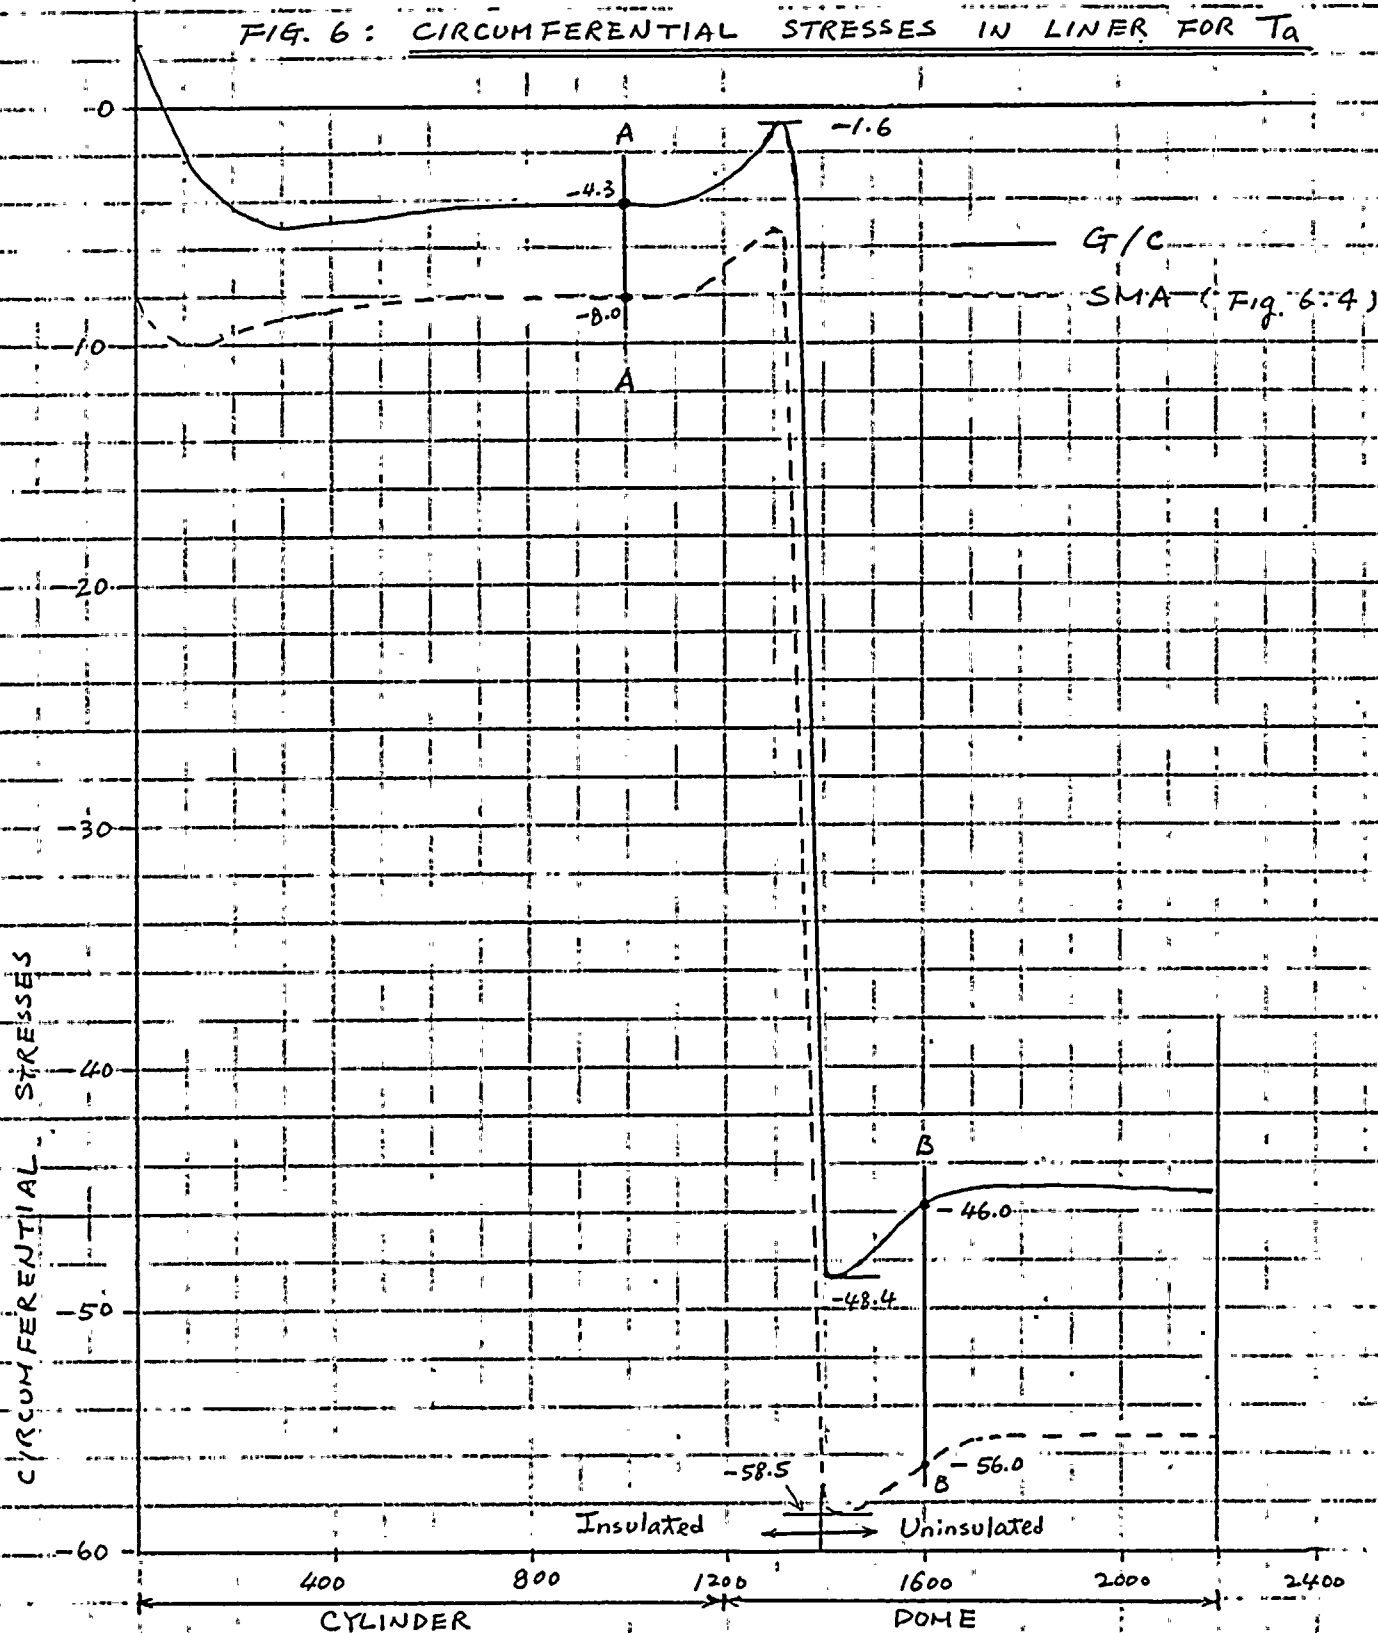 FIG. 6 : CIRCUMFERENTIAL STRESSES IN LINER FOR Ta
0
-1.6
A
-4.3
G/C
SMA (Fig. 6.4)
-8.0
-10
A
-20
-30
CIRCUMFERENTIAL STRESSES
-40
B
-46.0
-48.4
-50
-58.5
-56.0
B
Insulated
Uninsulated
-60
400 800 1200 1600 2000 2400
CYLINDER
DOME